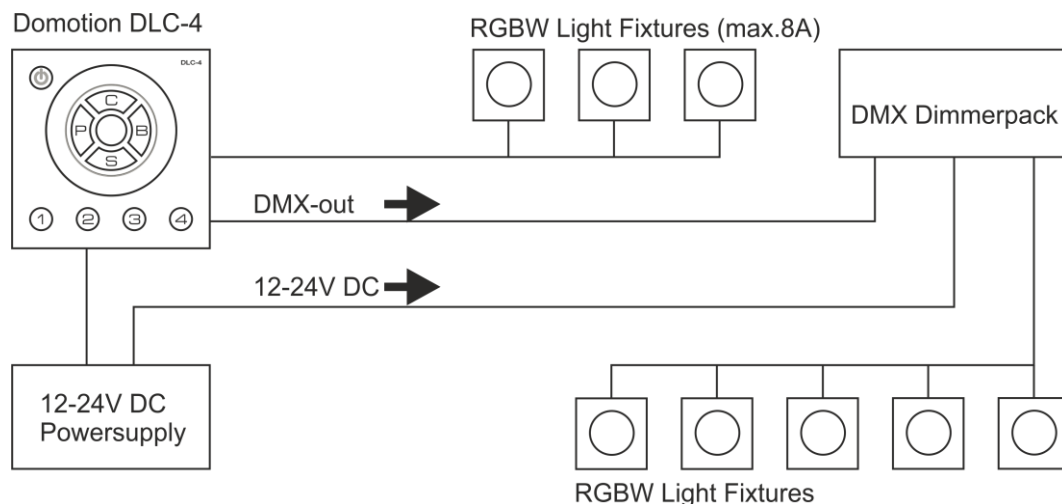 Domotion DLC-4
RGBW Light Fixtures (max.8A)
DLC-4
C
P
B
S
1
2
3
4
DMX Dimmerpack
DMX-out
12-24V DC
12-24V DC
Powersupply
RGBW Light Fixtures